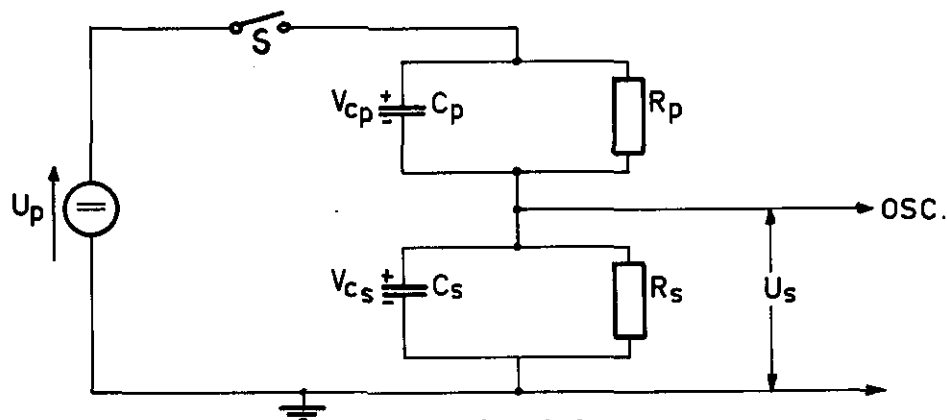 S
V_Cp + - C_p
R_p
U_p
OSC.
V_Cs + - C_s
R_s
U_s